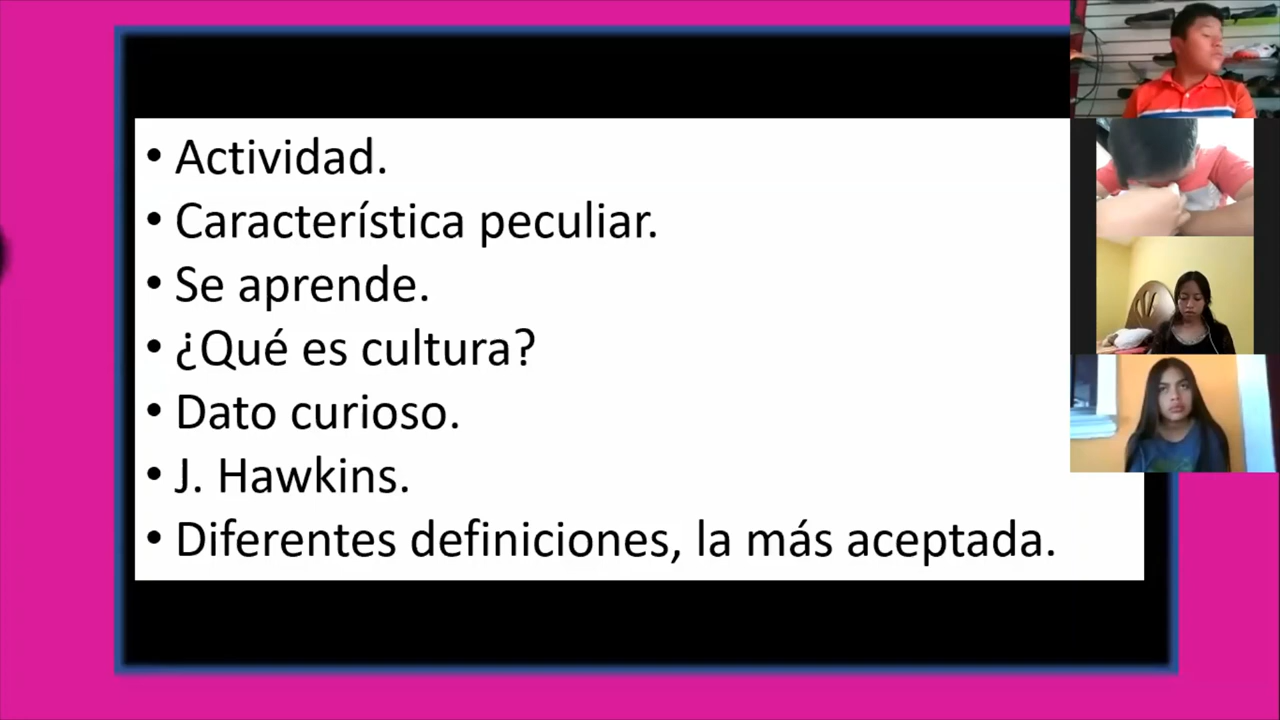 • Actividad.
• Característica peculiar.
• Se aprende.
• ¿Qué es cultura?
• Dato curioso.
• J. Hawkins.
• Diferentes definiciones, la más aceptada.